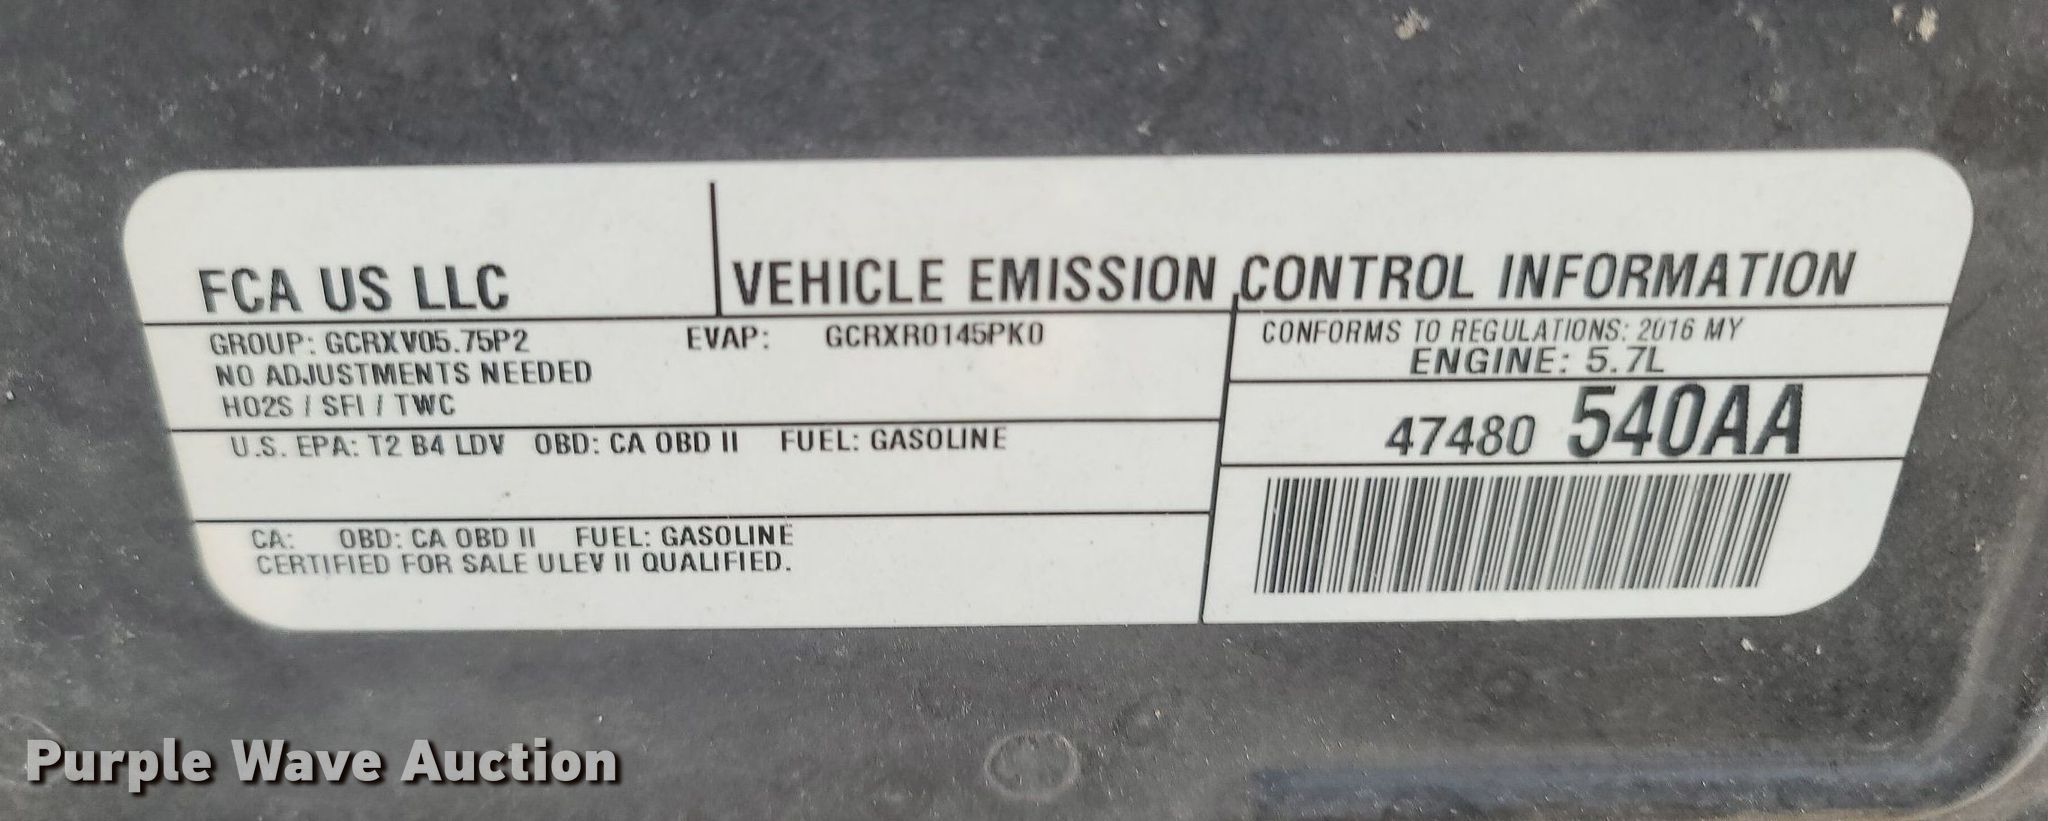 FCA US LLC
VEHICLE EMISSION CONTROL INFORMATION
GROUP: GCRXV05.75P2 EVAP: GCRXR0145PK0
NO ADJUSTMENTS NEEDED
HO2S / SFI / TWC
CONFORMS TO REGULATIONS: 2016 MY
ENGINE: 5.7L
U.S. EPA: T2 B4 LDV OBD: CA OBD II FUEL: GASOLINE
47480 540AA
CA: OBD: CA OBD II FUEL: GASOLINE
CERTIFIED FOR SALE ULEV II QUALIFIED.
Purple Wave Auction